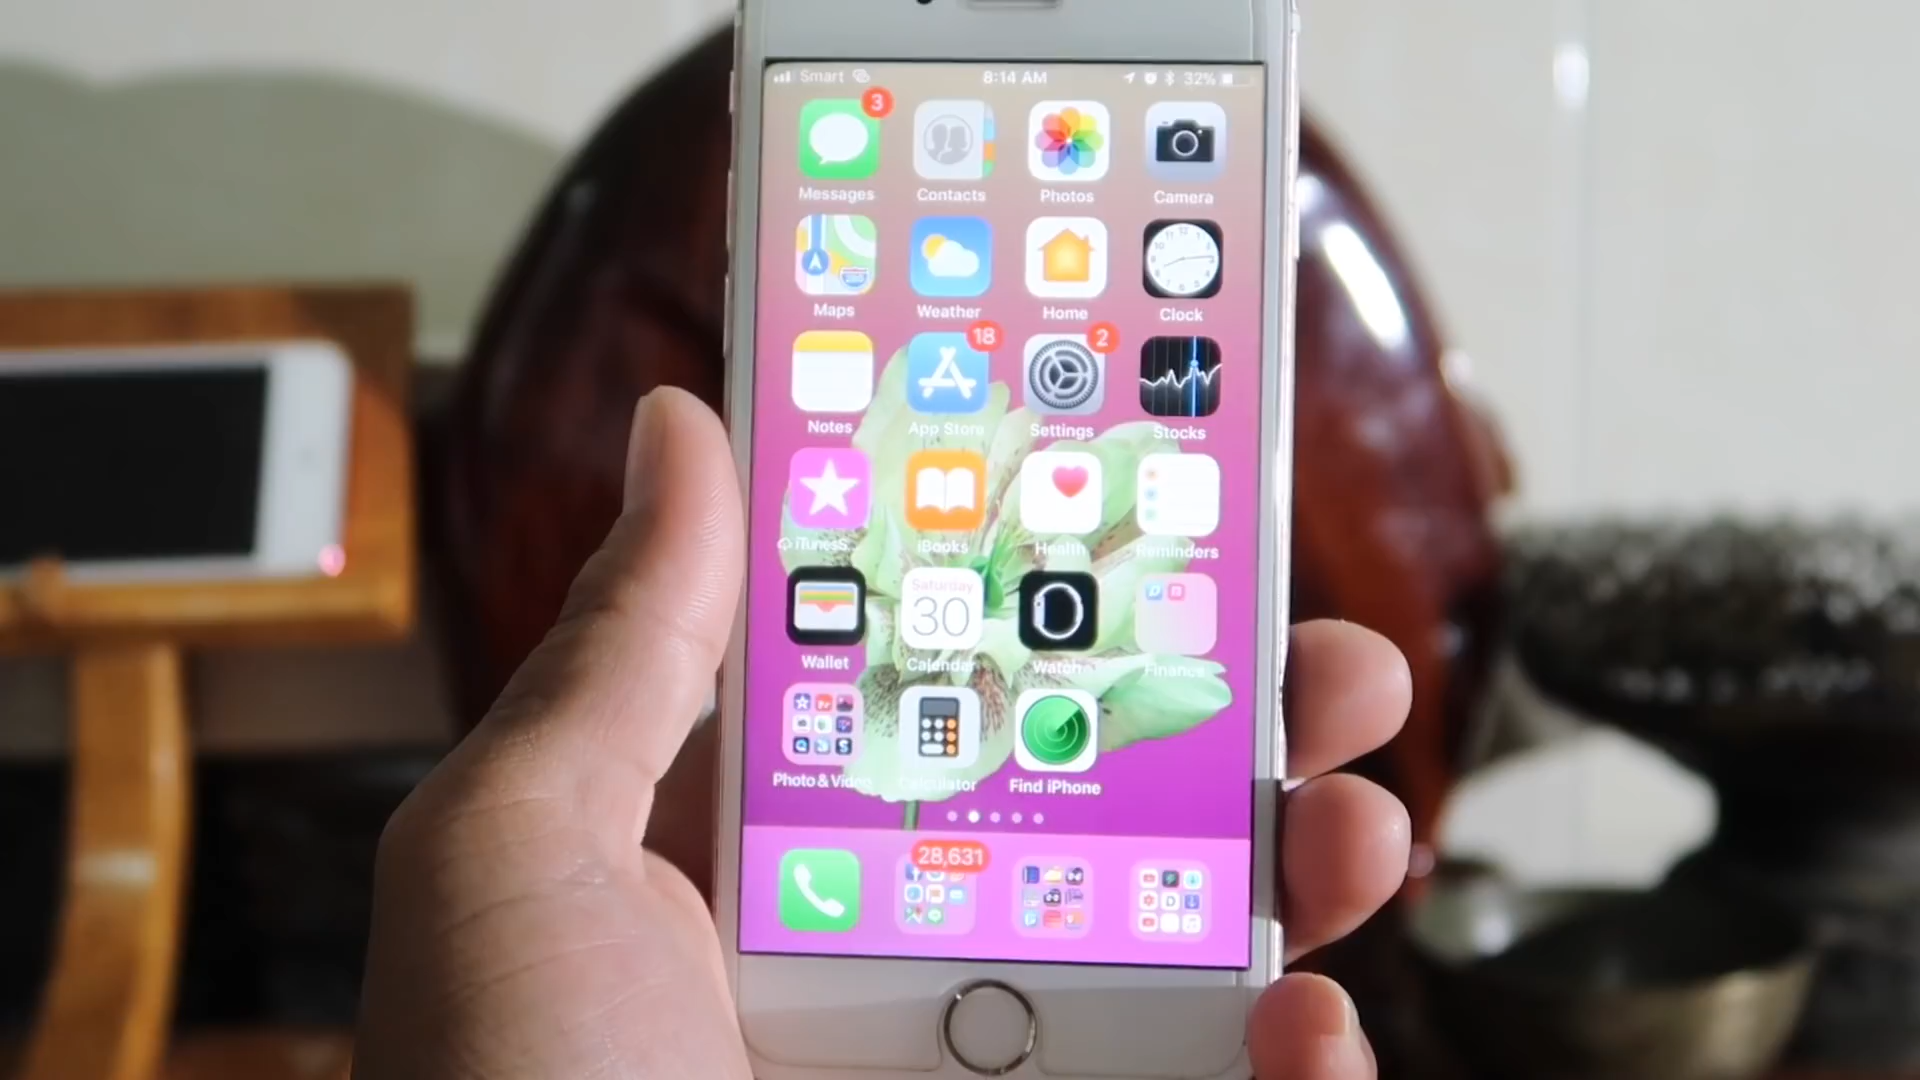 Smart 8:14 AM 32%
3
Messages Contacts Photos Camera
Maps Weather Home Clock
18 2
Notes App Store Settings Stocks
iTunes S... iBooks Health Reminders
Saturday
30
Wallet Calendar Watch Finance
Photo & Video Calculator Find iPhone
28,631